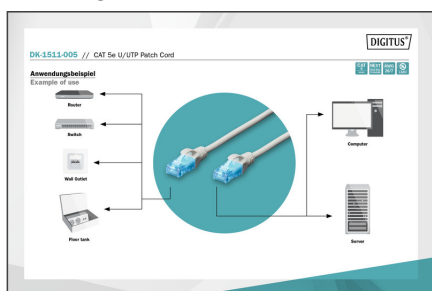 DIGITUS®
DK-1511-005 // CAT 5e U/UTP Patch Cord
Anwendungsbeispiel
Example of use
Router
Switch
Wall Outlet
Floor tank
Computer
Server